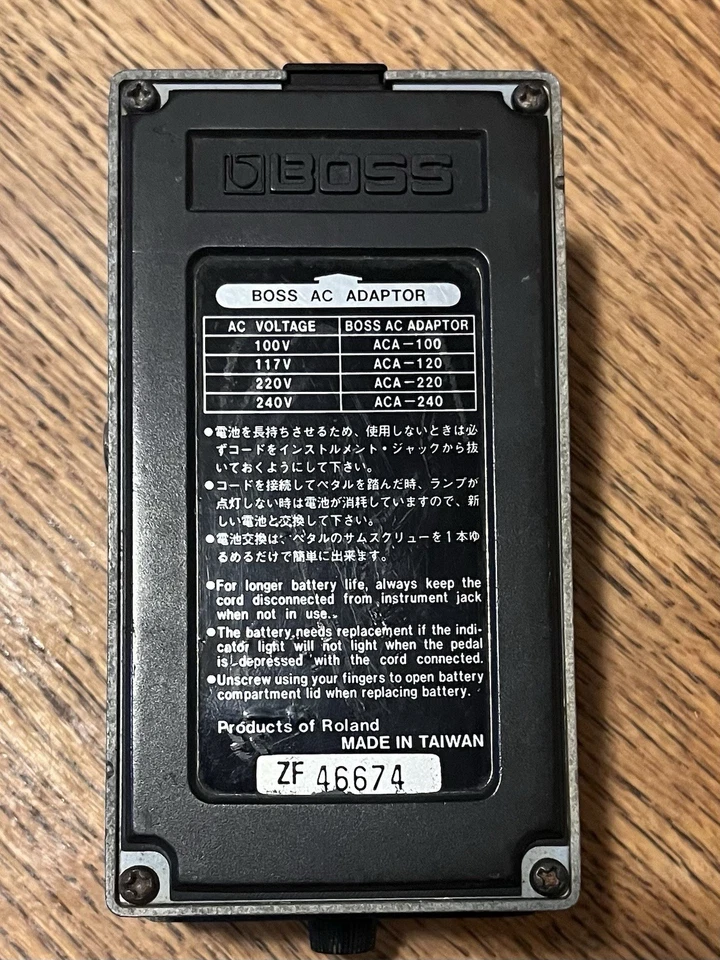 BOSS
BOSS AC ADAPTOR
AC VOLTAGE BOSS AC ADAPTOR
100V ACA-100
117V ACA-120
220V ACA-220
240V ACA-240
●電池を長持ちさせるため、使用しないときは必
ずコードをインストルメント・ジャックから抜
いておくようにして下さい。
●コードを接続してペタルを踏んだ時、ランプが
点灯しない時は電池が消耗していますので、新
しい電池と交換して下さい。
●電池交換は、ペタルのサムスクリューを1本ゆ
るめるだけで簡単に出来ます。
●For longer battery life, always keep the
cord disconnected from instrument jack
when not in use.
●The battery needs replacement if the indi-
cator light will not light when the pedal
is depressed with the cord connected.
●Unscrew using your fingers to open battery
compartment lid when replacing battery.
Products of Roland
MADE IN TAIWAN
ZF 46674